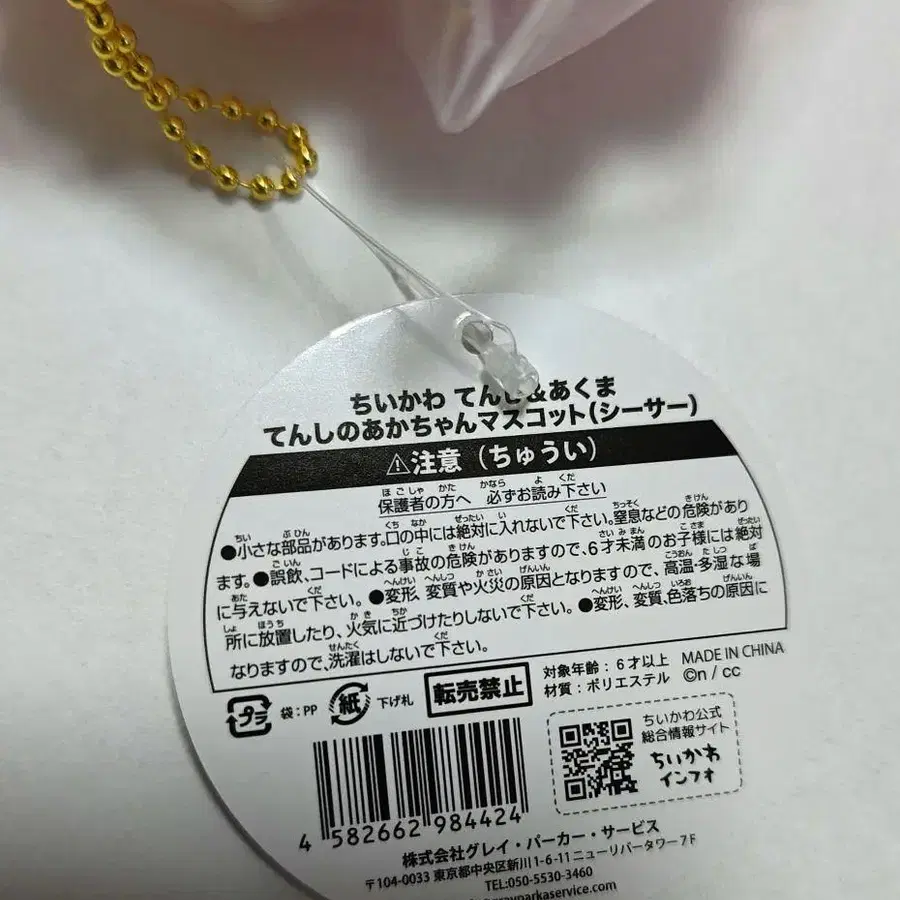 ちいかわ てんし&あくま
てんしのあかちゃんマスコット(シーサー)
⚠注意(ちゅうい)
保護者の方へ 必ずお読み下さい
●小さな部品があります。口の中には絶対に入れないで下さい。窒息などの危険があり
ます。●誤飲、コードによる事故の危険がありますので、6才未満のお子様には絶対
に与えないで下さい。●変形、変質や火災の原因となりますので、高温・多湿な場
所に放置したり、火気に近づけたりしないで下さい。●変形、変質、色落ちの原因に
なりますので、洗濯はしないで下さい。
プラ 袋:PP 紙 下げ札 転売禁止
対象年齢:6才以上 MADE IN CHINA
材質:ポリエステル ©n / cc
ちいかわ公式
総合情報サイト
ちいかわ
インフォ
4 582662 984424
株式会社グレイ・パーカー・サービス
〒104-0033 東京都中央区新川1-6-11 ニューリバータワー7F
TEL:050-5530-3460